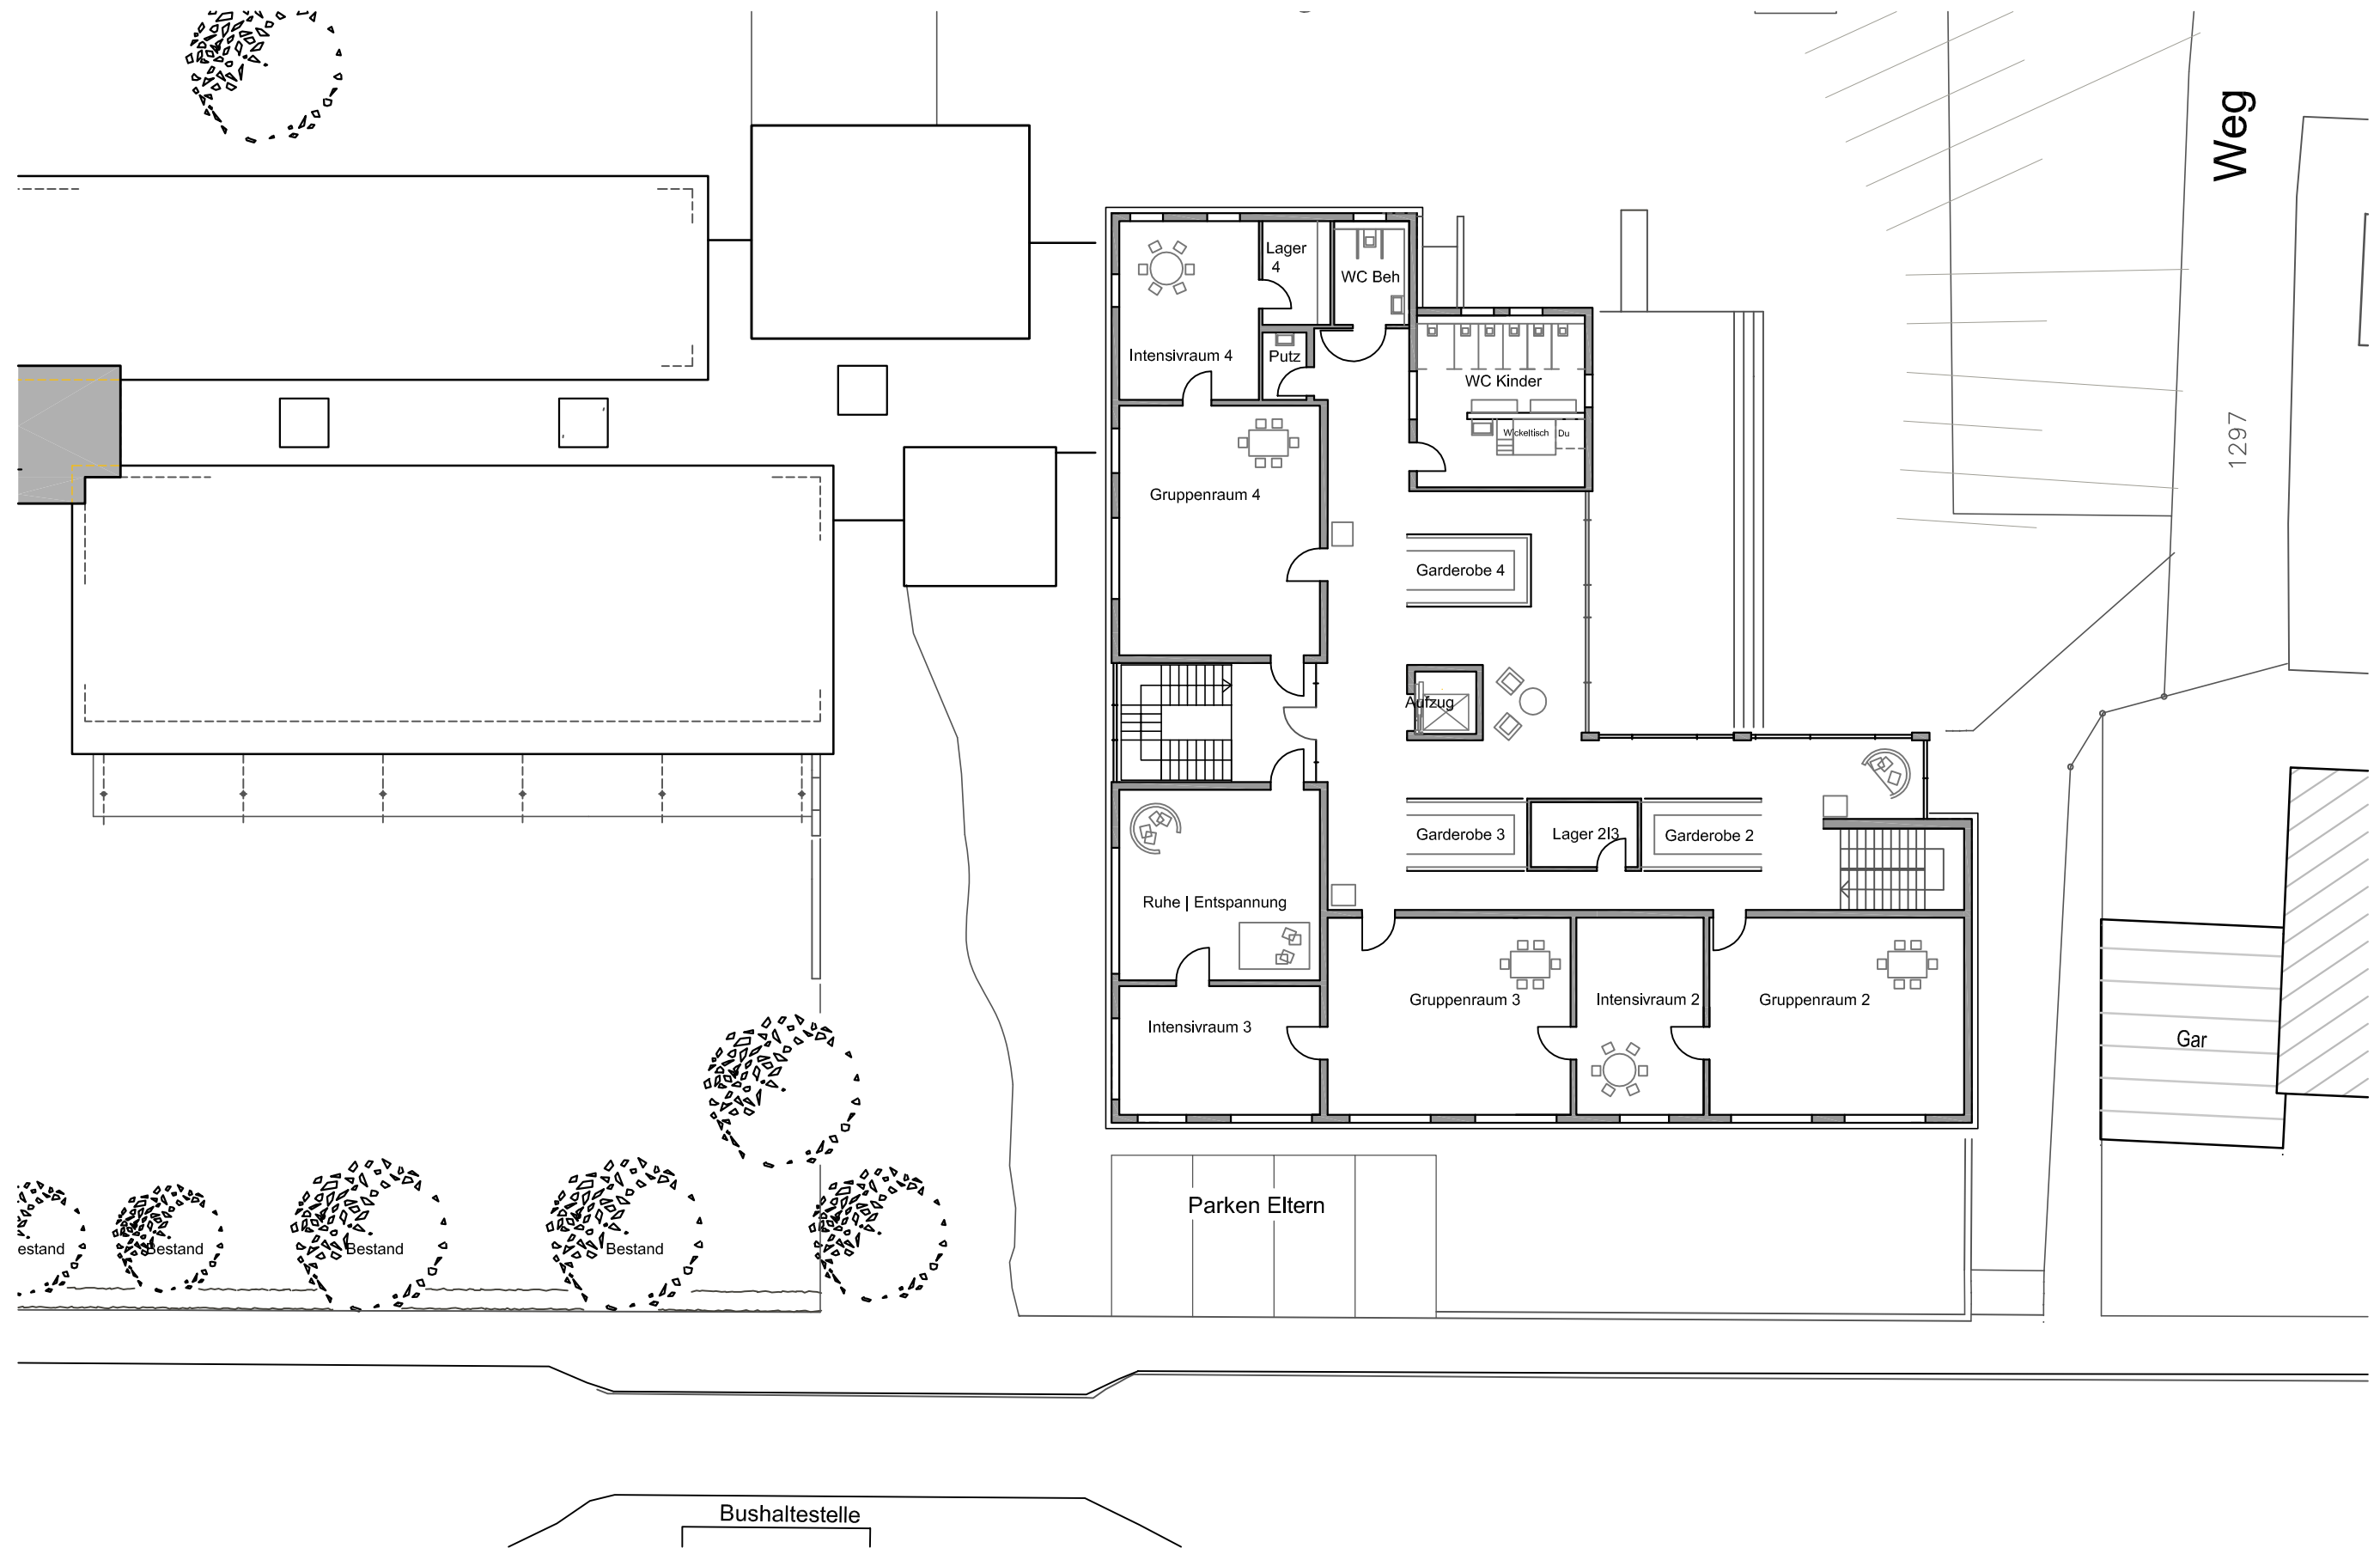 Weg
Lager
4
WC Beh
Intensivraum 4
Putz
WC Kinder
Wickeltisch
Du
1297
Gruppenraum 4
Garderobe 4
Aufzug
Garderobe 3
Lager 2I3
Garderobe 2
Ruhe | Entspannung
Gruppenraum 3
Intensivraum 2
Gruppenraum 2
Intensivraum 3
Gar
Parken Eltern
estand
Bestand
Bestand
Bestand
Bushaltestelle